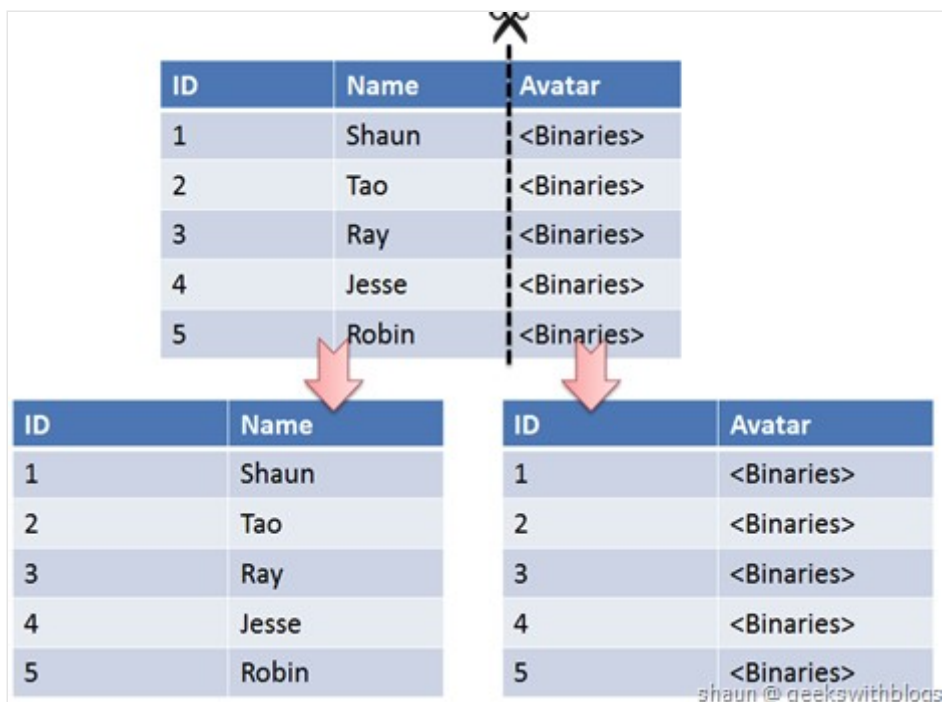 ID Name Avatar
1 Shaun <Binaries>
2 Tao <Binaries>
3 Ray <Binaries>
4 Jesse <Binaries>
5 Robin <Binaries>
ID Name
1 Shaun
2 Tao
3 Ray
4 Jesse
5 Robin
ID Avatar
1 <Binaries>
2 <Binaries>
3 <Binaries>
4 <Binaries>
5 <Binaries>
shaun @ geekswithblogs